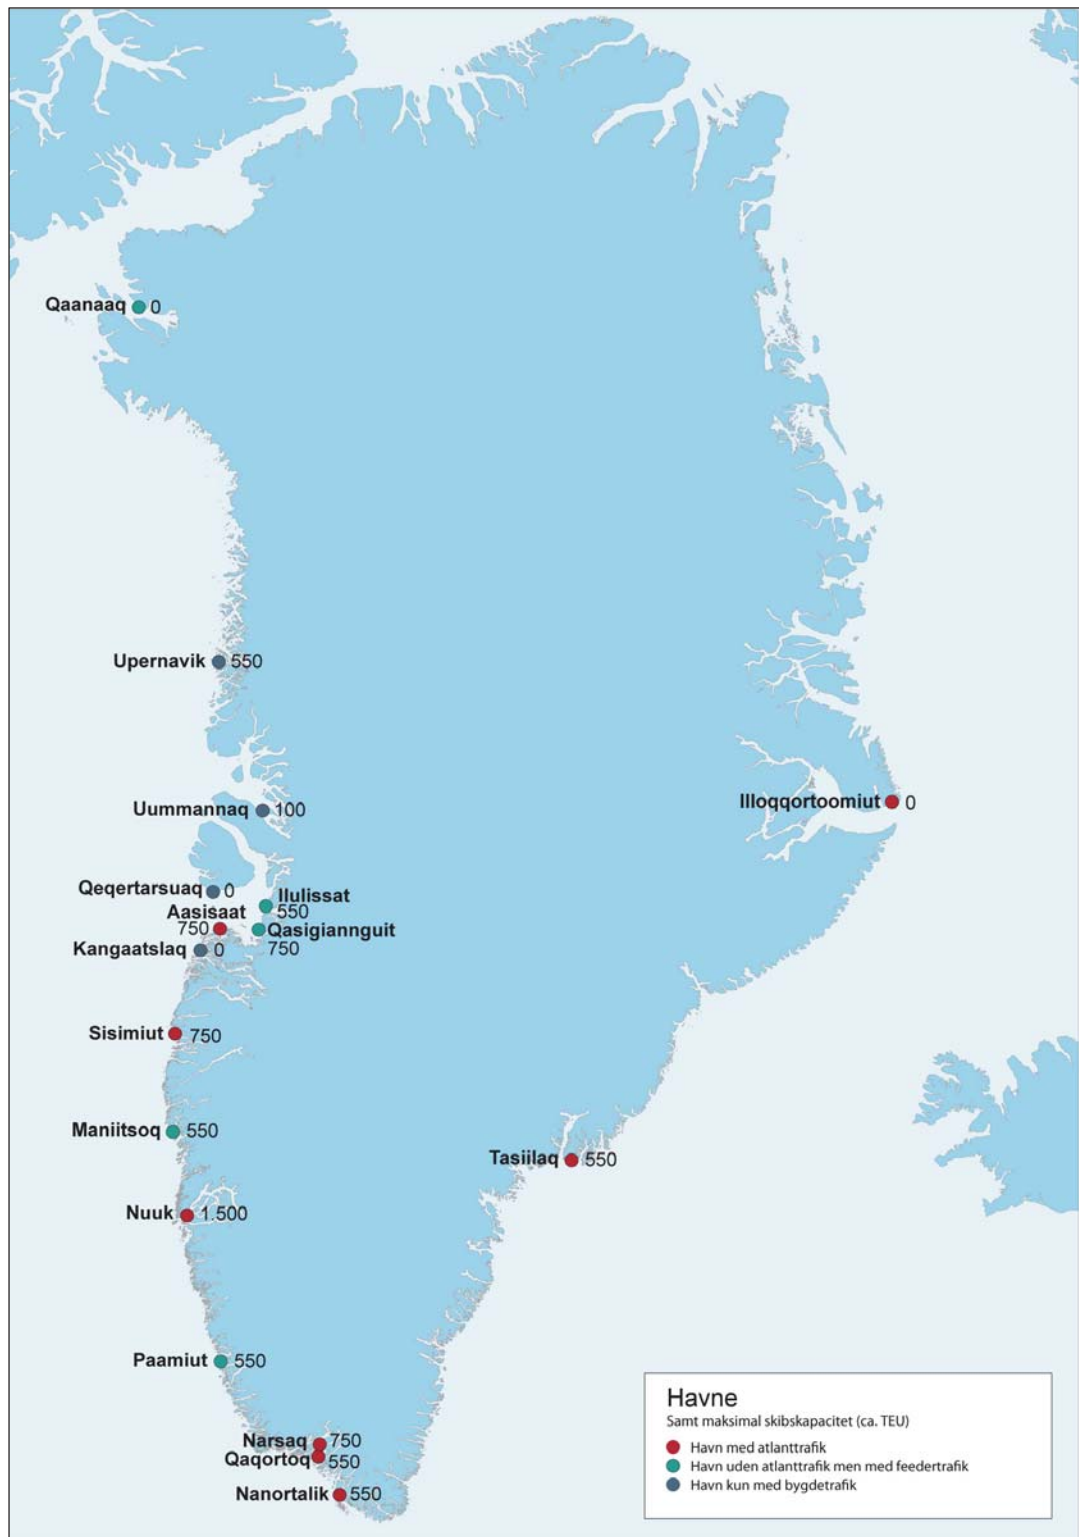 Qaanaaq 0
Upernavik 550
Uummannaq 100
Illoqqortoomiut 0
Qeqertarsuaq 0
Ilulissat
550
Aasisaat
750
Qasigiannguit
750
Kangaatslaq 0
Sisimiut 750
Maniitsoq 550
Tasiilaq 550
Nuuk 1.500
Paamiut 550
Narsaq 750
Qaqortoq 550
Nanortalik 550
Havne
Samt maksimal skibskapacitet (ca. TEU)
Havn med atlanttrafik
Havn uden atlanttrafik men med feedertrafik
Havn kun med bygdetrafik